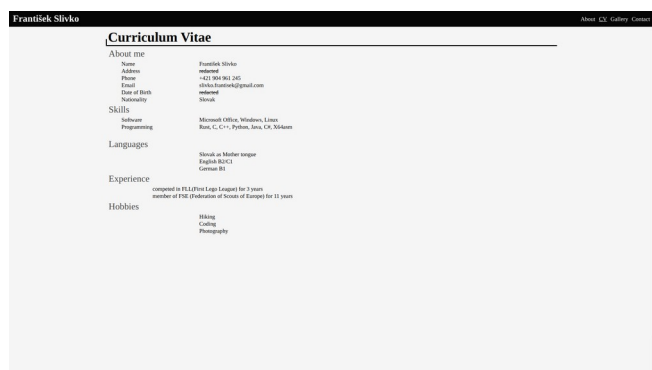 František Slivko
About CV Gallery Contact
Curriculum Vitae
About me
Name František Slivko
Address redacted
Phone +421 904 961 245
Email slivko.frantisek@gmail.com
Date of Birth redacted
Nationality Slovak
Skills
Software Microsoft Office, Windows, Linux
Programming Rust, C, C++, Python, Java, C#, X64asm
Languages
Slovak as Mother tongue
English B2/C1
German B1
Experience
competed in FLL(First Lego League) for 3 years
member of FSE (Federation of Scouts of Europe) for 11 years
Hobbies
Hiking
Coding
Photography